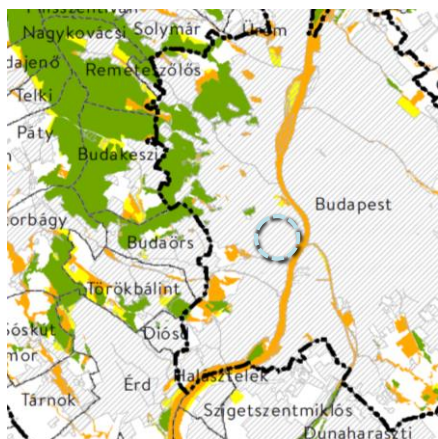 Nagykovácsi
Solymár
Üröm
Remeteszőlős
Telki
Páty
Budakeszi
Budapest
Budaörs
Törökbálint
Diósd
Érd
Halásztelek
Tárnok
Szigetszentmiklós
Dunaharaszti